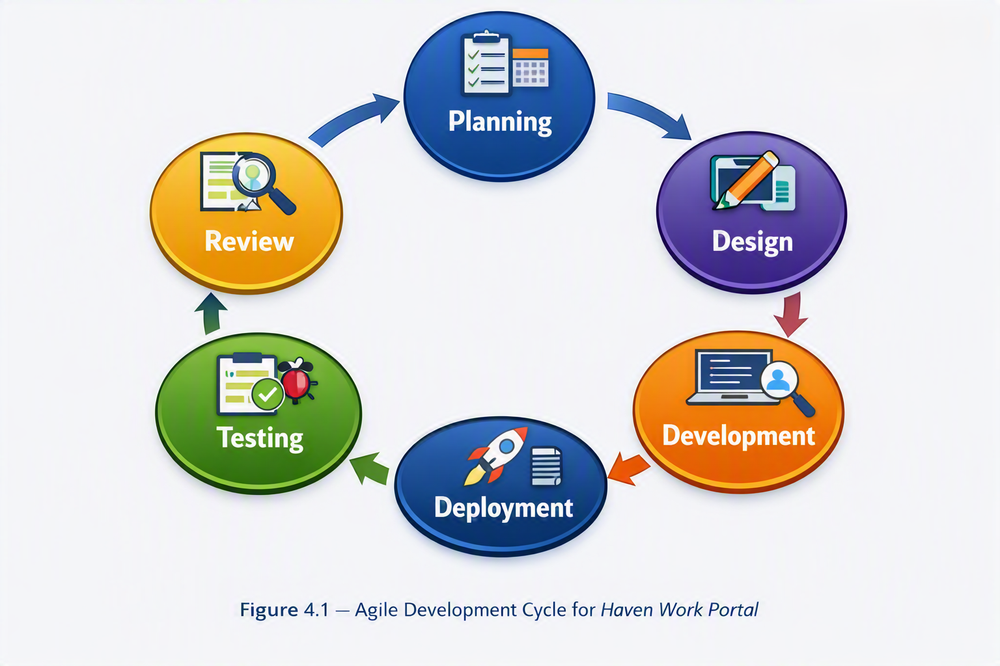 Planning
Design
Development
Deployment
Testing
Review
Figure 4.1 — Agile Development Cycle for Haven Work Portal